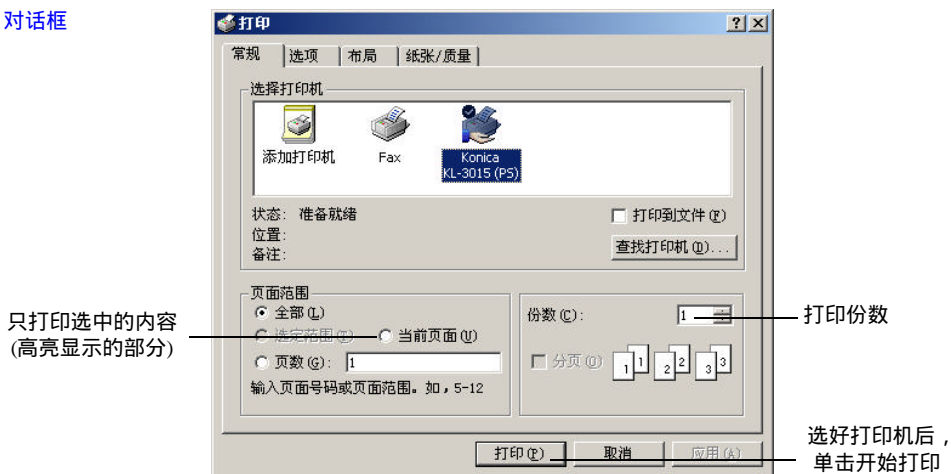 对话框
打印
常规 选项 布局 纸张/质量
选择打印机
添加打印机 Fax Konica
KL-3015 (PS)
状态: 准备就绪
位置:
备注:
打印到文件(F)
查找打印机(D)...
页面范围
全部(L)
选定范围(T) 当前页面(U)
页数(G): 1
输入页面号码或页面范围。如，5-12
份数(C): 1
分页(O) 1 1 2 2 3 3
打印(P) 取消 应用(A)
只打印选中的内容
(高亮显示的部分)
打印份数
选好打印机后，
单击开始打印